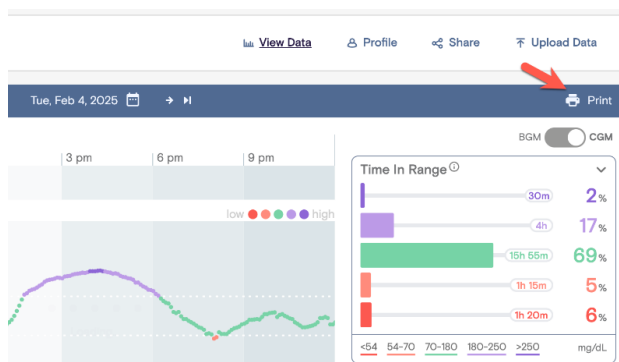 View Data Profile Share Upload Data
Tue, Feb 4, 2025 Print
BGM CGM
3 pm 6 pm 9 pm
Time In Range
30m 2%
low high
4h 17%
15h 55m 69%
1h 15m 5%
1h 20m 6%
<54 54-70 70-180 180-250 >250 mg/dL